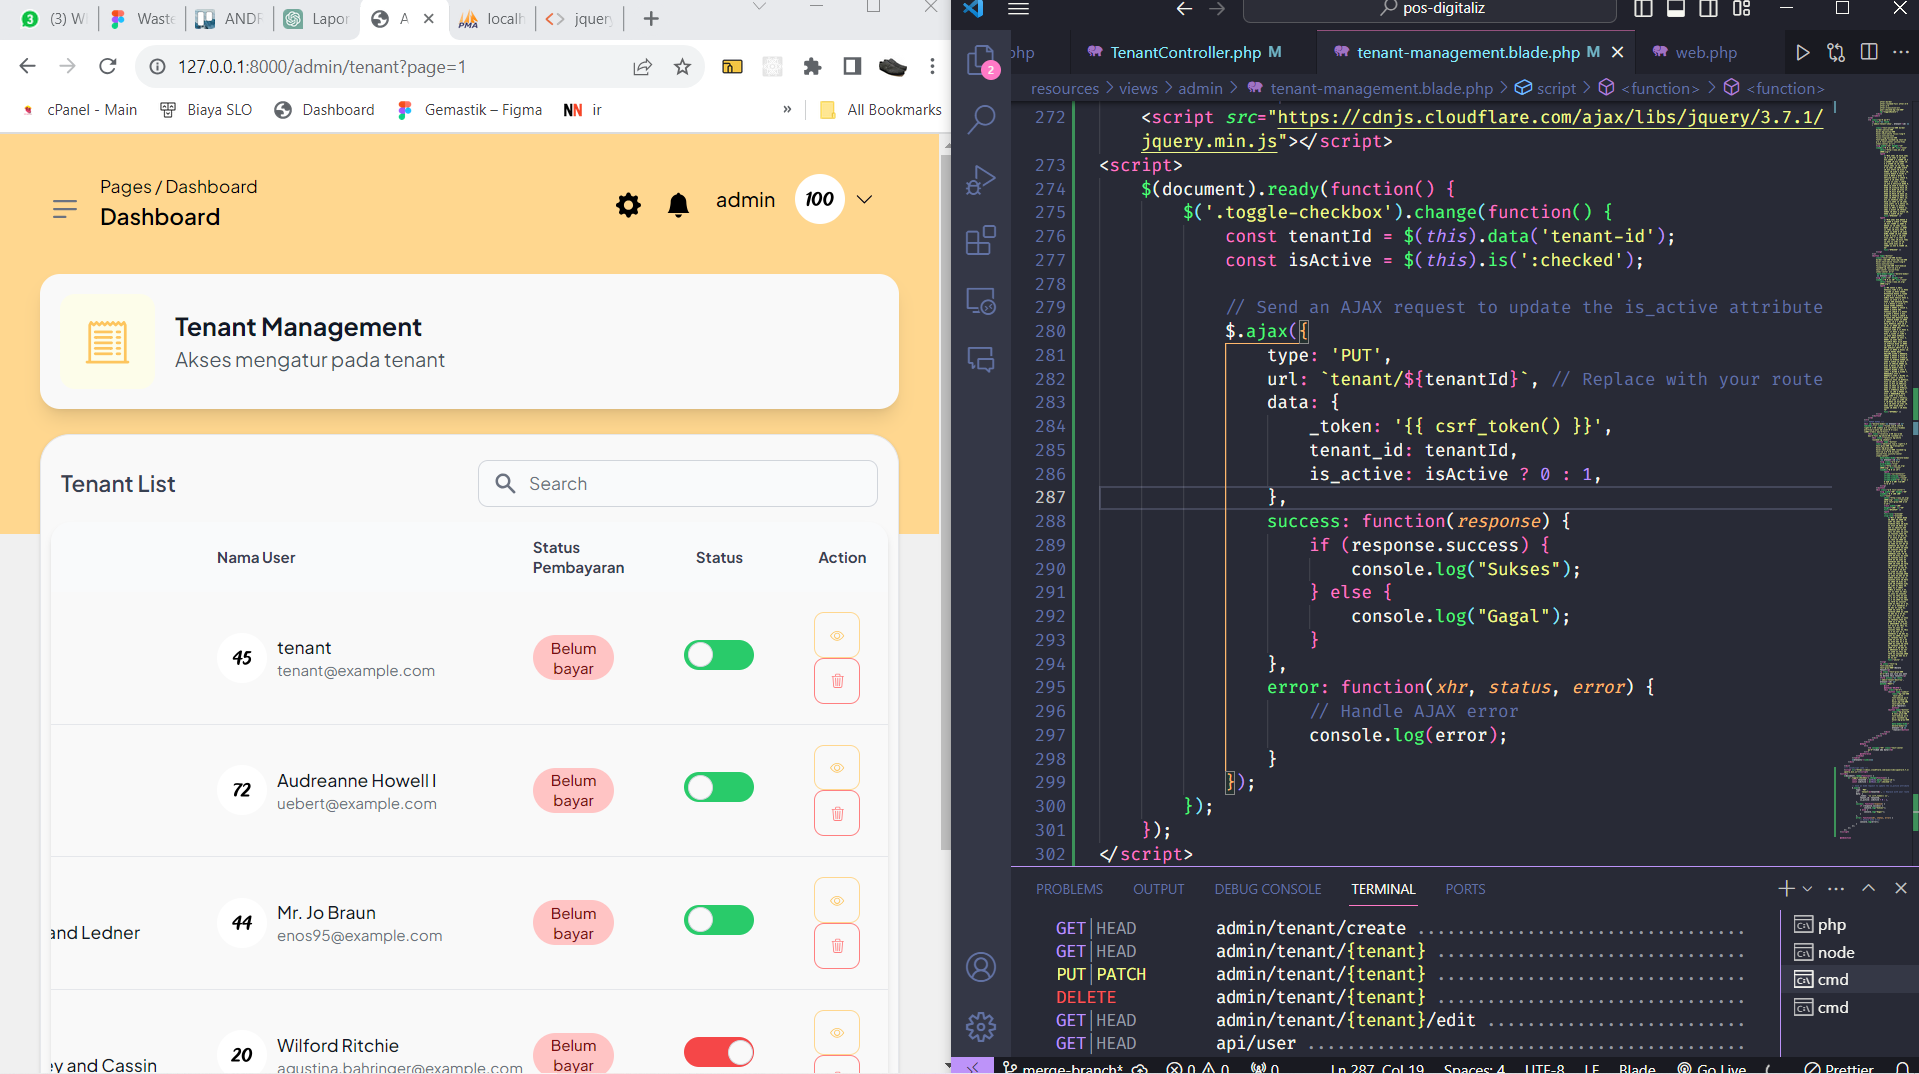 (3) W
Waste
ANDR
Lapor
A
localh
jquery
127.0.0.1:8000/admin/tenant?page=1
cPanel - Main
Biaya SLO
Dashboard
Gemastik – Figma
NN ir
»
All Bookmarks
Pages / Dashboard
Dashboard
admin
100
Tenant Management
Akses mengatur pada tenant
Tenant List
Search
Nama User
Status
Pembayaran
Status
Action
45
tenant
tenant@example.com
Belum
bayar
72
Audreanne Howell I
uebert@example.com
Belum
bayar
and Ledner
44
Mr. Jo Braun
enos95@example.com
Belum
bayar
ey and Cassin
20
Wilford Ritchie
agustina.bahringer@example.com
Belum
bayar
pos-digitaliz
2
php
TenantController.php M
tenant-management.blade.php M
web.php
resources > views > admin > tenant-management.blade.php > script > <function> > <function>
272 <script src="https://cdnjs.cloudflare.com/ajax/libs/jquery/3.7.1/
jquery.min.js"></script>
273 <script>
274 $(document).ready(function() {
275 $('.toggle-checkbox').change(function() {
276 const tenantId = $(this).data('tenant-id');
277 const isActive = $(this).is(':checked');
278
279 // Send an AJAX request to update the is_active attribute
280 $.ajax({
281 type: 'PUT',
282 url: `tenant/${tenantId}`, // Replace with your route
283 data: {
284 _token: '{{ csrf_token() }}',
285 tenant_id: tenantId,
286 is_active: isActive ? 0 : 1,
287 },
288 success: function(response) {
289 if (response.success) {
290 console.log("Sukses");
291 } else {
292 console.log("Gagal");
293 }
294 },
295 error: function(xhr, status, error) {
296 // Handle AJAX error
297 console.log(error);
298 }
299 });
300 });
301 });
302 </script>
PROBLEMS
OUTPUT
DEBUG CONSOLE
TERMINAL
PORTS
GET|HEAD admin/tenant/create ...............................
GET|HEAD admin/tenant/{tenant} .............................
PUT|PATCH admin/tenant/{tenant} .............................
DELETE admin/tenant/{tenant} .............................
GET|HEAD admin/tenant/{tenant}/edit ........................
GET|HEAD api/user .........................................
php
node
cmd
cmd
merge-branch*
0
0
0
Ln 287, Col 19
Spaces: 4
UTF-8
LF
Blade
Go Live
Prettier